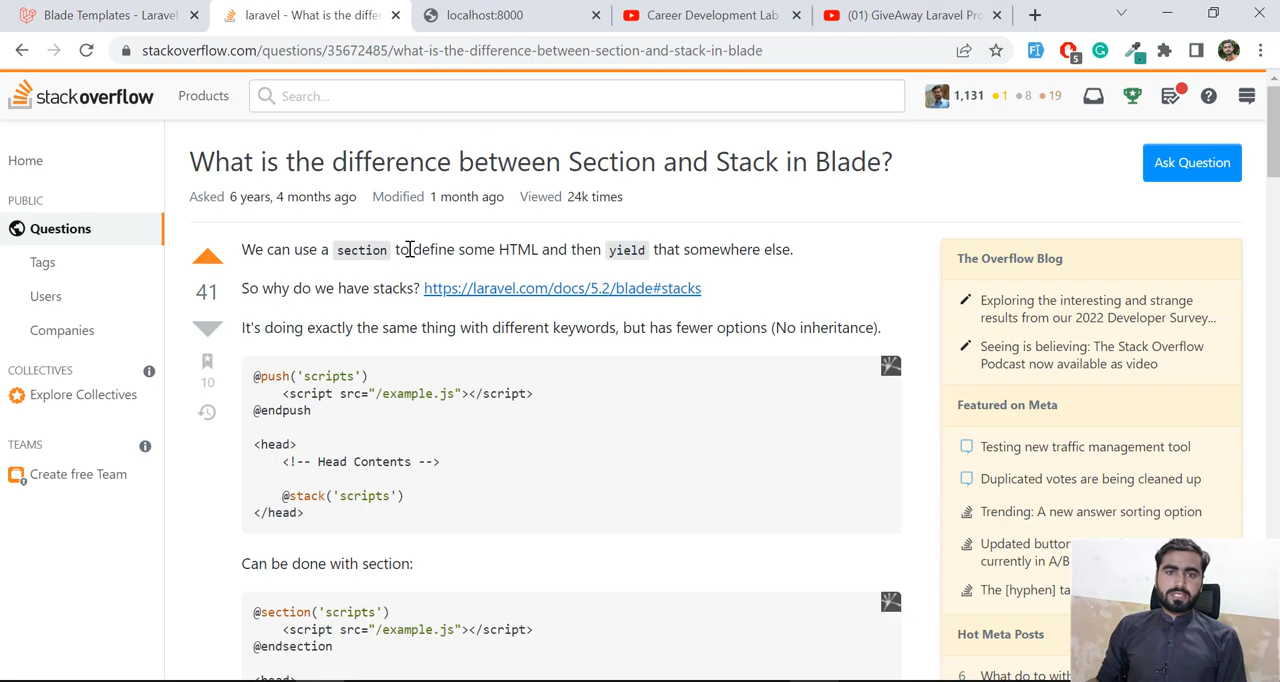 Blade Templates - Laravel
laravel - What is the differe
localhost:8000
Career Development Lab
(01) GiveAway Laravel Pro
stackoverflow.com/questions/35672485/what-is-the-difference-between-section-and-stack-in-blade
5
stackoverflow
Products
Search...
1,131
1
8
19
Home
PUBLIC
Questions
Tags
Users
Companies
COLLECTIVES
Explore Collectives
TEAMS
Create free Team
What is the difference between Section and Stack in Blade?
Ask Question
Asked 6 years, 4 months ago Modified 1 month ago Viewed 24k times
41
10
We can use a section to define some HTML and then yield that somewhere else.
So why do we have stacks? https://laravel.com/docs/5.2/blade#stacks
It's doing exactly the same thing with different keywords, but has fewer options (No inheritance).
@push('scripts')
<script src="/example.js"></script>
@endpush
<head>
<!-- Head Contents -->
@stack('scripts')
</head>
Can be done with section:
@section('scripts')
<script src="/example.js"></script>
@endsection
<head>
The Overflow Blog
Exploring the interesting and strange
results from our 2022 Developer Survey...
Seeing is believing: The Stack Overflow
Podcast now available as video
Featured on Meta
Testing new traffic management tool
Duplicated votes are being cleaned up
Trending: A new answer sorting option
Updated button
currently in A/B
The [hyphen] ta
Hot Meta Posts
6 What do to with